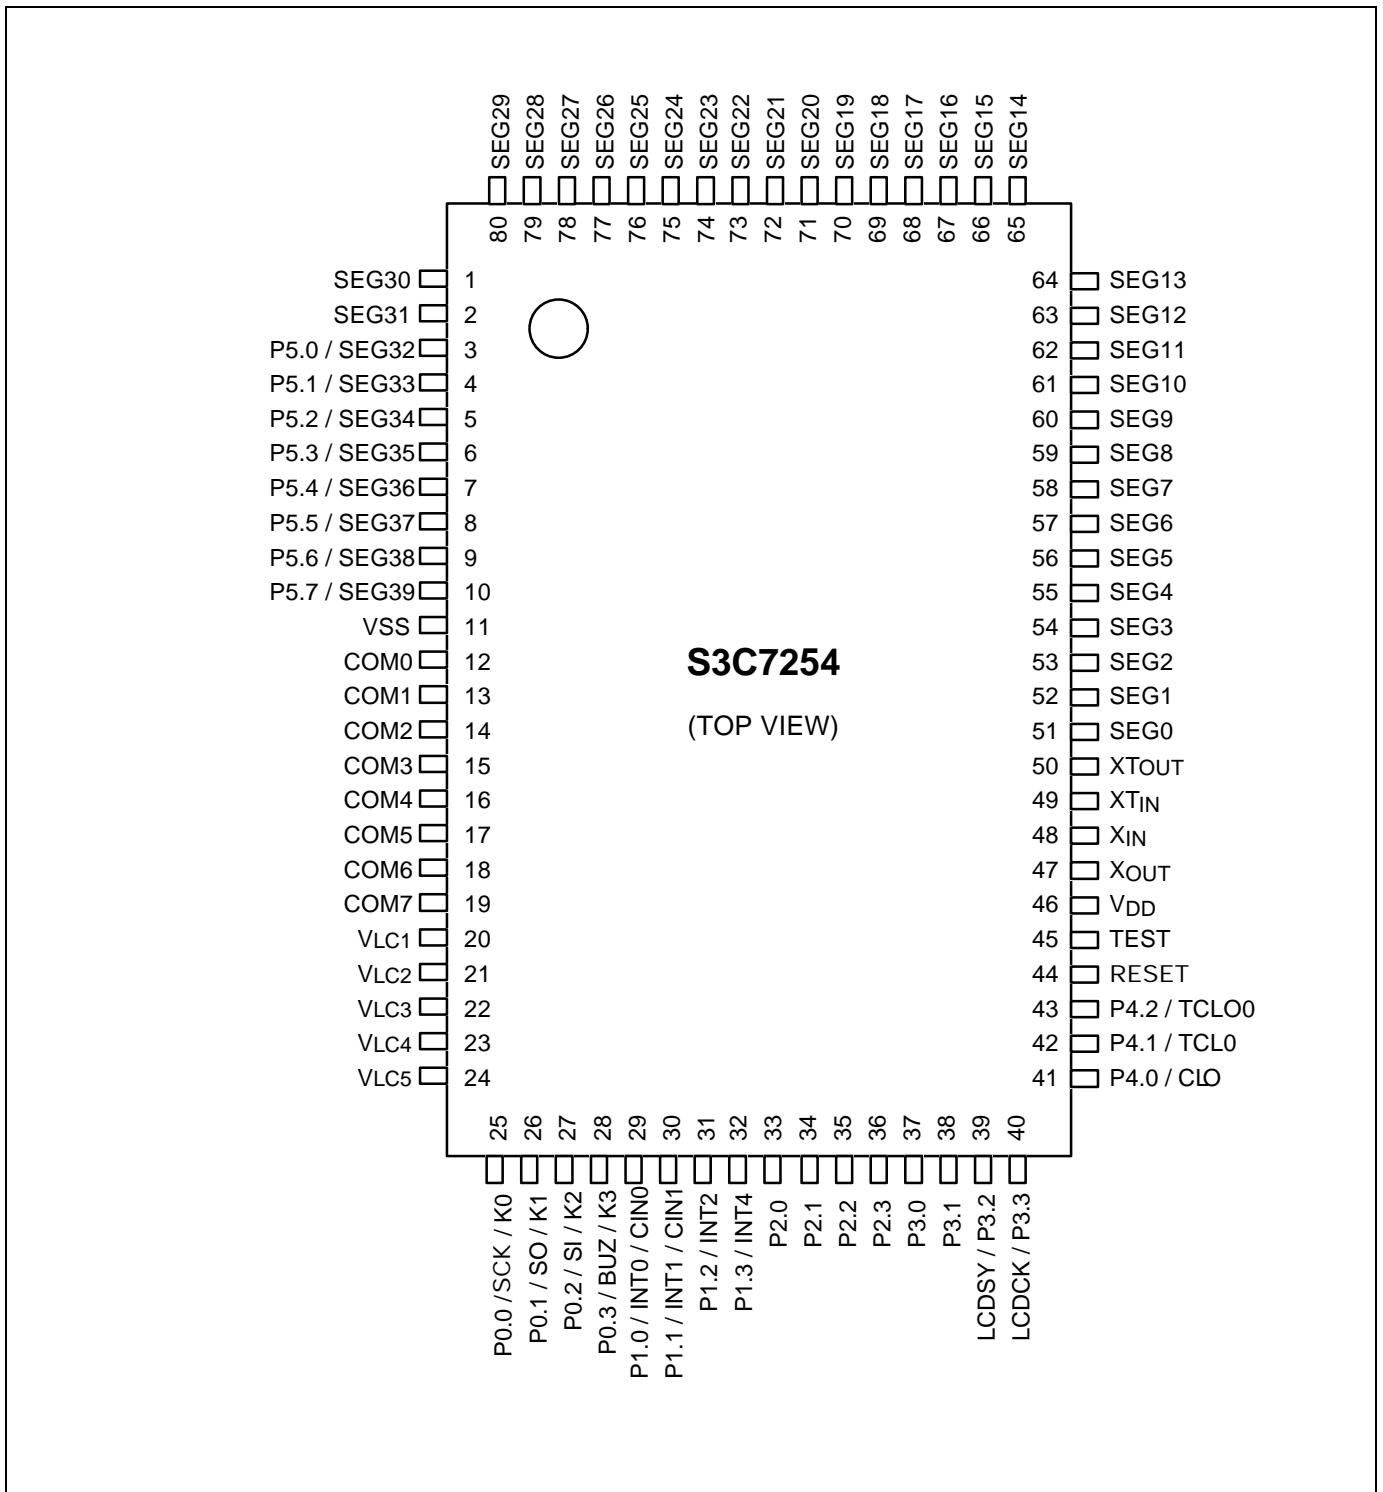 SEG29
SEG28
SEG27
SEG26
SEG25
SEG24
SEG23
SEG22
SEG21
SEG20
SEG19
SEG18
SEG17
SEG16
SEG15
SEG14
80
79
78
77
76
75
74
73
72
71
70
69
68
67
66
65
SEG30 1
SEG31 2
P5.0 / SEG32 3
P5.1 / SEG33 4
P5.2 / SEG34 5
P5.3 / SEG35 6
P5.4 / SEG36 7
P5.5 / SEG37 8
P5.6 / SEG38 9
P5.7 / SEG39 10
VSS 11
COM0 12
COM1 13
COM2 14
COM3 15
COM4 16
COM5 17
COM6 18
COM7 19
VLC1 20
VLC2 21
VLC3 22
VLC4 23
VLC5 24
S3C7254
(TOP VIEW)
64 SEG13
63 SEG12
62 SEG11
61 SEG10
60 SEG9
59 SEG8
58 SEG7
57 SEG6
56 SEG5
55 SEG4
54 SEG3
53 SEG2
52 SEG1
51 SEG0
50 XTOUT
49 XTIN
48 XIN
47 XOUT
46 VDD
45 TEST
44 RESET
43 P4.2 / TCLO0
42 P4.1 / TCL0
41 P4.0 / CLO
25
26
27
28
29
30
31
32
33
34
35
36
37
38
39
40
P0.0 / SCK / K0
P0.1 / SO / K1
P0.2 / SI / K2
P0.3 / BUZ / K3
P1.0 / INT0 / CIN0
P1.1 / INT1 / CIN1
P1.2 / INT2
P1.3 / INT4
P2.0
P2.1
P2.2
P2.3
P3.0
P3.1
LCDSY / P3.2
LCDCK / P3.3